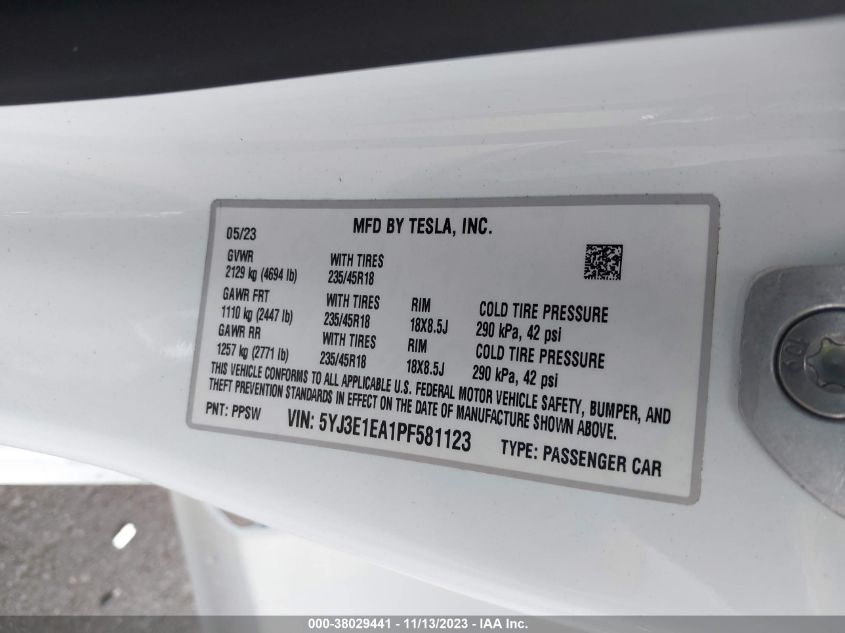 MFD BY TESLA, INC.
05/23
GVWR WITH TIRES
2129 kg (4694 lb) 235/45R18
GAWR FRT WITH TIRES RIM COLD TIRE PRESSURE
1110 kg (2447 lb) 235/45R18 18X8.5J 290 kPa, 42 psi
GAWR RR WITH TIRES RIM COLD TIRE PRESSURE
1257 kg (2771 lb) 235/45R18 18X8.5J 290 kPa, 42 psi
THIS VEHICLE CONFORMS TO ALL APPLICABLE U.S. FEDERAL MOTOR VEHICLE SAFETY, BUMPER, AND
THEFT PREVENTION STANDARDS IN EFFECT ON THE DATE OF MANUFACTURE SHOWN ABOVE.
PNT: PPSW VIN: 5YJ3E1EA1PF581123 TYPE: PASSENGER CAR
000-38029441 - 11/13/2023 - IAA Inc.